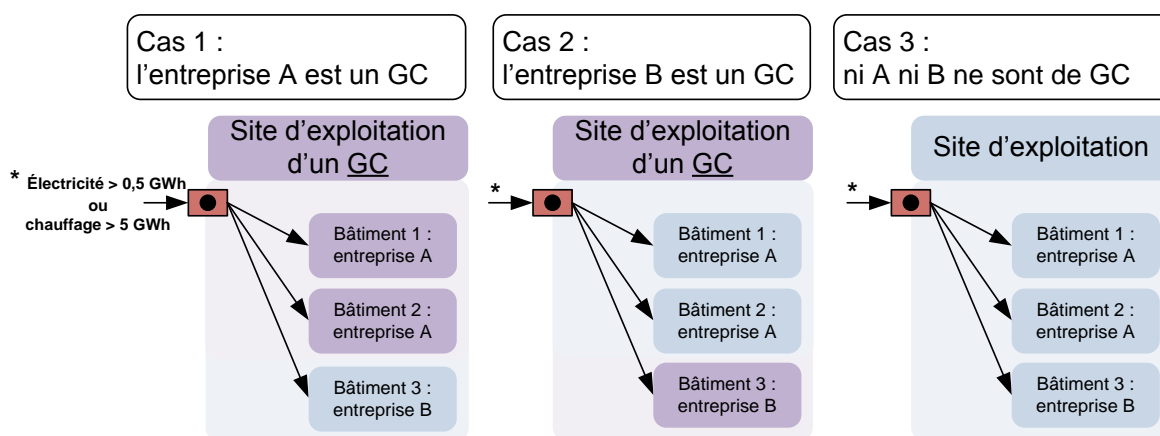 Cas 1 :
l’entreprise A est un GC
Cas 2 :
l’entreprise B est un GC
Cas 3 :
ni A ni B ne sont de GC
Site d’exploitation
d’un GC
Site d’exploitation
d’un GC
Site d’exploitation
* Électricité > 0,5 GWh
ou
chauffage > 5 GWh
*
*
Bâtiment 1 :
entreprise A
Bâtiment 2 :
entreprise A
Bâtiment 3 :
entreprise B
Bâtiment 1 :
entreprise A
Bâtiment 2 :
entreprise A
Bâtiment 3 :
entreprise B
Bâtiment 1 :
entreprise A
Bâtiment 2 :
entreprise A
Bâtiment 3 :
entreprise B